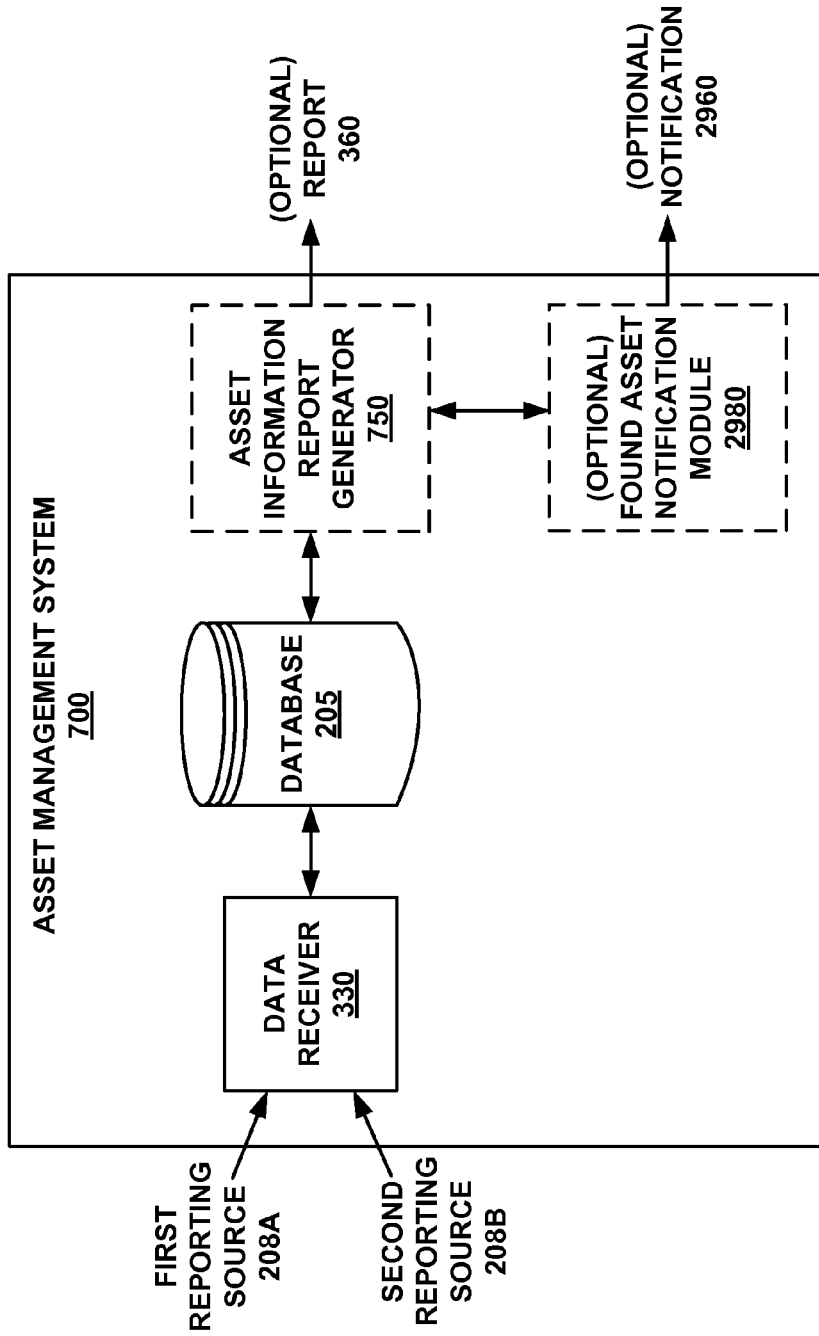 ASSET MANAGEMENT SYSTEM
700
FIRST
REPORTING
SOURCE
208A
SECOND
REPORTING
SOURCE
208B
DATA
RECEIVER
330
DATABASE
205
ASSET
INFORMATION
REPORT
GENERATOR
750
(OPTIONAL)
REPORT
360
(OPTIONAL)
FOUND ASSET
NOTIFICATION
MODULE
2980
(OPTIONAL)
NOTIFICATION
2960